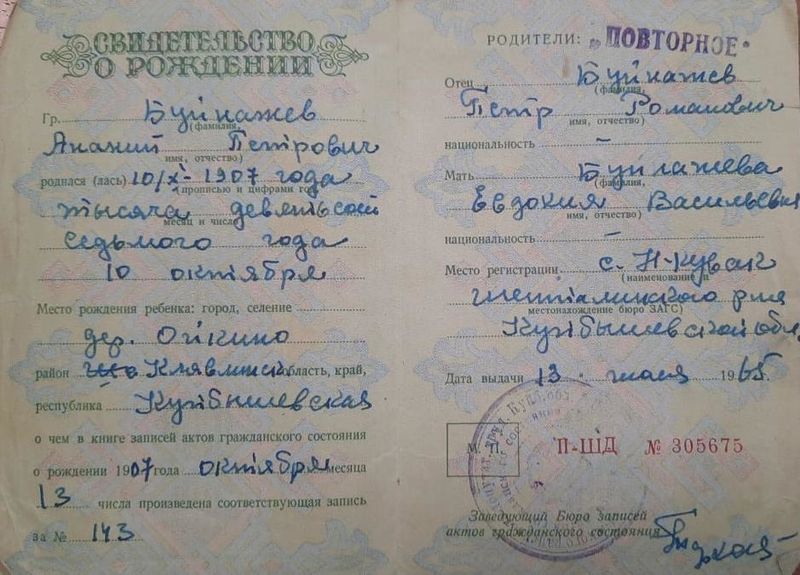 СВИДЕТЕЛЬСТВО
О РОЖДЕНИИ
Гр. Буйнажев
(фамилия,
Ананий Петрович
имя, отчество)
роднася (лась) 10/X-1907 года
(прописью и цифрами год,
тысяча девятьсот
месяц и число)
седьмого года
10 октября
Место рождения ребенка: город, селение
дер. Ойкино
район Клявлинск. область, край,
республика Куйбышевская
о чем в книге записей актов гражданского состояния
о рождении 1907 года октября месяца
13 числа произведена соответствующая запись
за № 143
РОДИТЕЛИ: „ПОВТОРНОЕ"
Отец Буйнажев
(фамилия,
Петр Романович
имя, отчество)
национальность —
Мать Буйнажева
(фамилия,
Евдокия Васильевна
имя, отчество)
национальность —
Место регистрации с. Н-Кувак
(наименование и
Шенталинского р-на
местонахождение бюро ЗАГС)
Куйбышевской обл.
Дата выдачи 13 1965
М. П. П-ШД № 305675
Заведующий Бюро записей
актов гражданского состояния